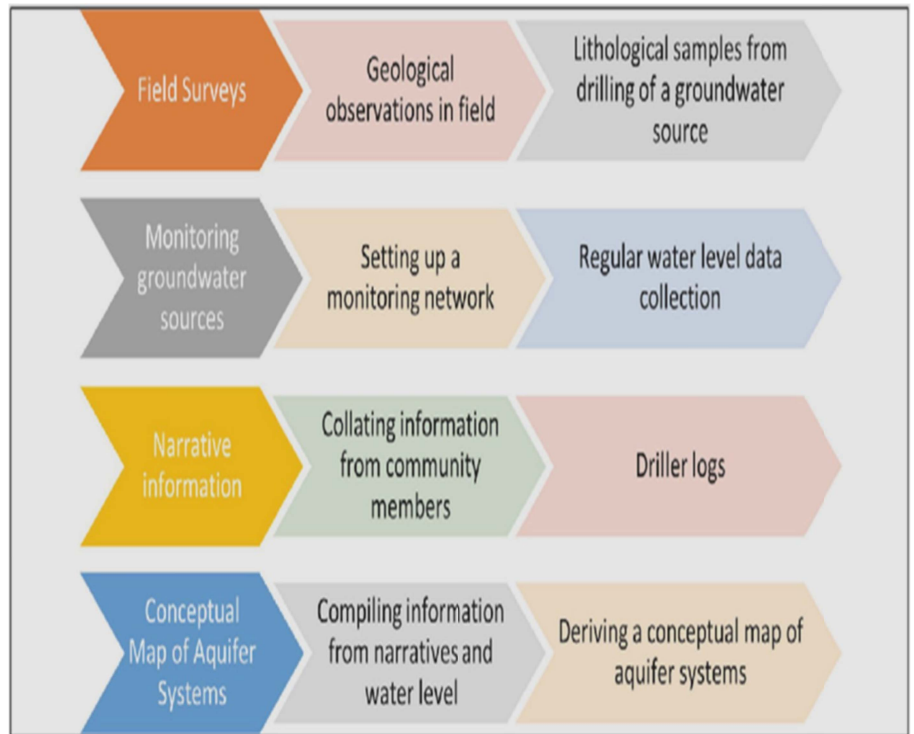 Field Surveys
Geological
observations in field
Lithological samples from
drilling of a groundwater
source
Monitoring
groundwater
sources
Setting up a
monitoring network
Regular water level data
collection
Narrative
information
Collating information
from community
members
Driller logs
Conceptual
Map of Aquifer
Systems
Compiling information
from narratives and
water level
Deriving a conceptual map of
aquifer systems